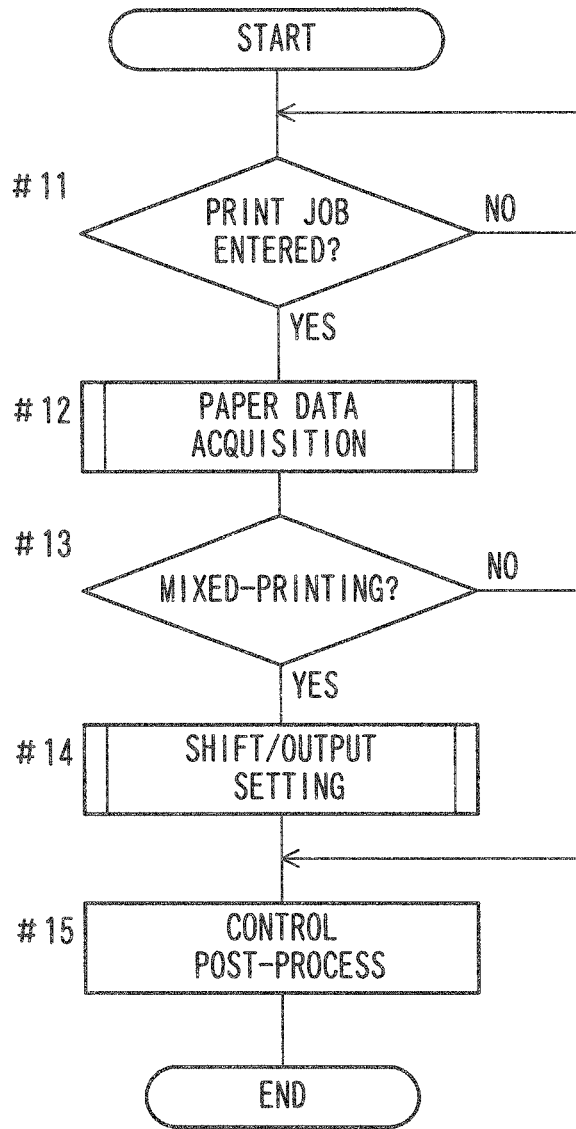 START
#11
PRINT JOB
ENTERED?
NO
YES
#12
PAPER DATA
ACQUISITION
#13
MIXED-PRINTING?
NO
YES
#14
SHIFT/OUTPUT
SETTING
#15
CONTROL
POST-PROCESS
END